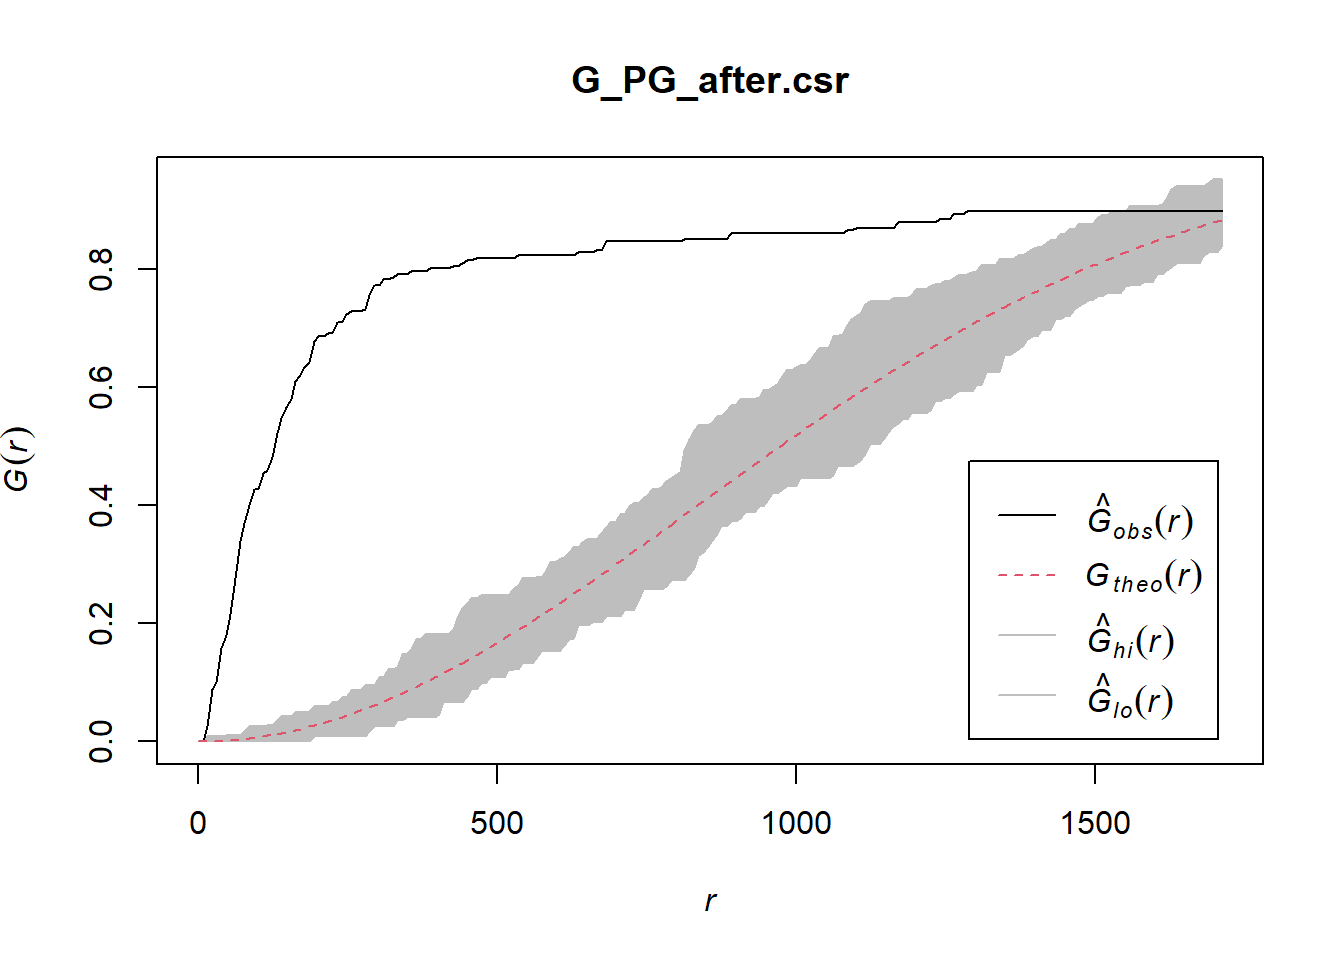 G_PG_after.csr
G(r)
0.8
0.6
0.4
0.2
0.0
Ĝobs(r)
Gtheo(r)
Ĝhi(r)
Ĝlo(r)
0 500 1000 1500
r